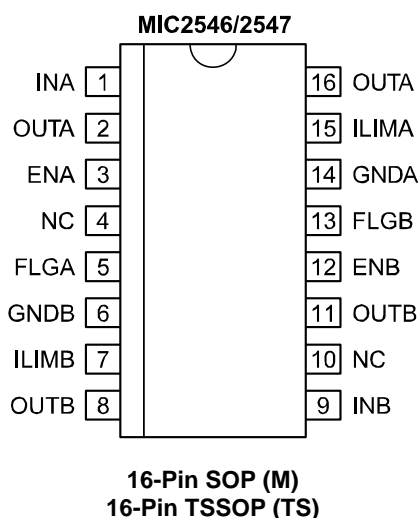 MIC2546/2547
INA 1 16 OUTA
OUTA 2 15 ILIMA
ENA 3 14 GNDA
NC 4 13 FLGB
FLGA 5 12 ENB
GNDB 6 11 OUTB
ILIMB 7 10 NC
OUTB 8 9 INB
16-Pin SOP (M)
16-Pin TSSOP (TS)